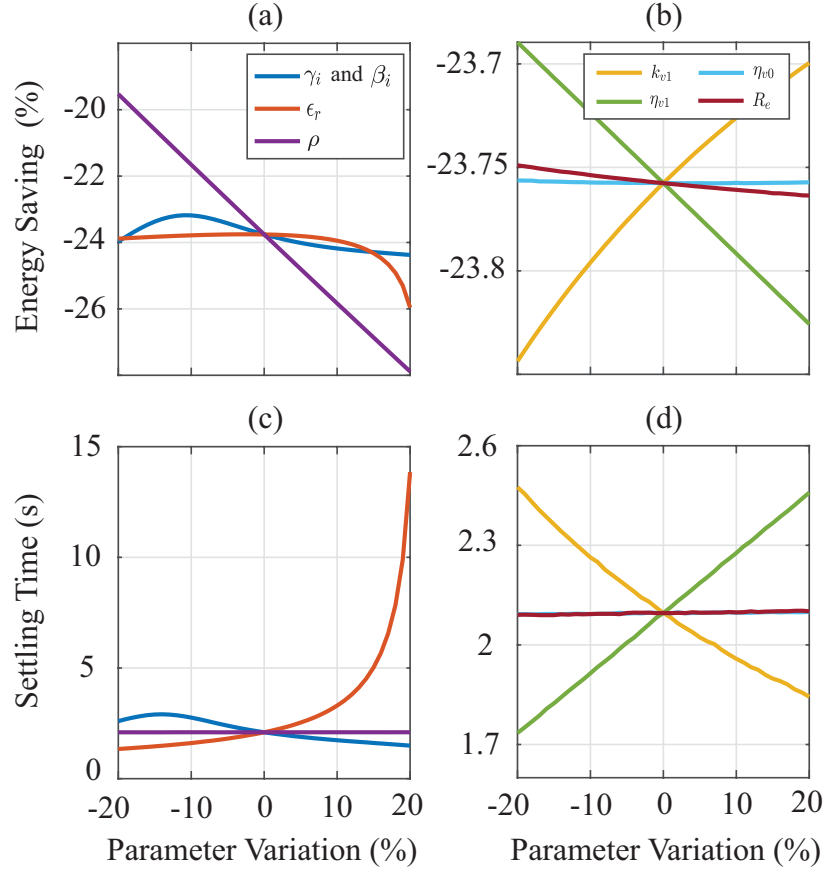 (a)
(b)
Energy Saving (%)
-20
-22
-24
-26
γᵢ and βᵢ
ϵᵣ
ρ
-23.7
-23.75
-23.8
kᵥ₁
ηᵥ₀
ηᵥ₁
Rₑ
(c)
(d)
Settling Time (s)
15
10
5
0
-20
-10
0
10
20
Parameter Variation (%)
2.6
2.3
2
1.7
-20
-10
0
10
20
Parameter Variation (%)